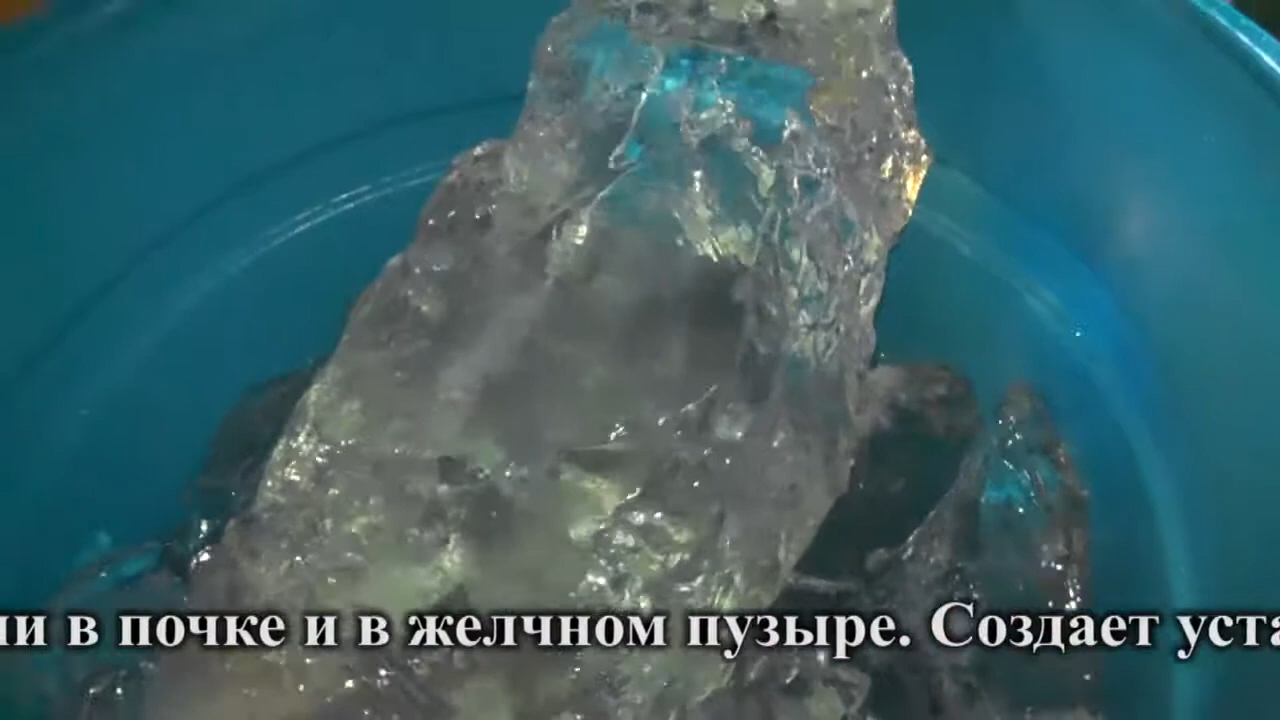 в почке и в желчном пузыре. Создает